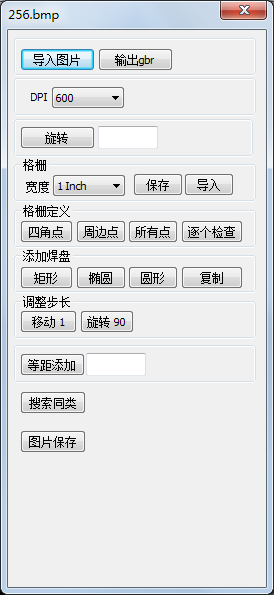 256.bmp
导入图片 输出gbr
DPI 600
旋转
格栅
宽度 1 Inch 保存 导入
格栅定义
四角点 周边点 所有点 逐个检查
添加焊盘
矩形 椭圆 圆形 复制
调整步长
移动 1 旋转 90
等距添加
搜索同类
图片保存